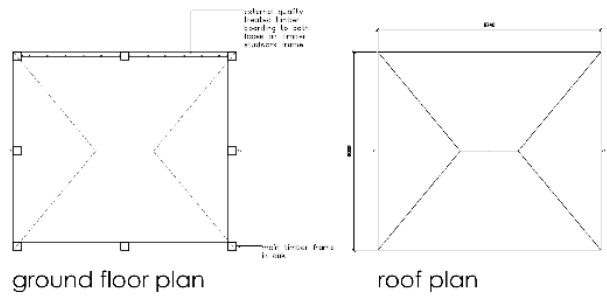 external quality
treated timber
boarding to both
faces on timber
studwork frame
main timber frame
in oak
ground floor plan
roof plan